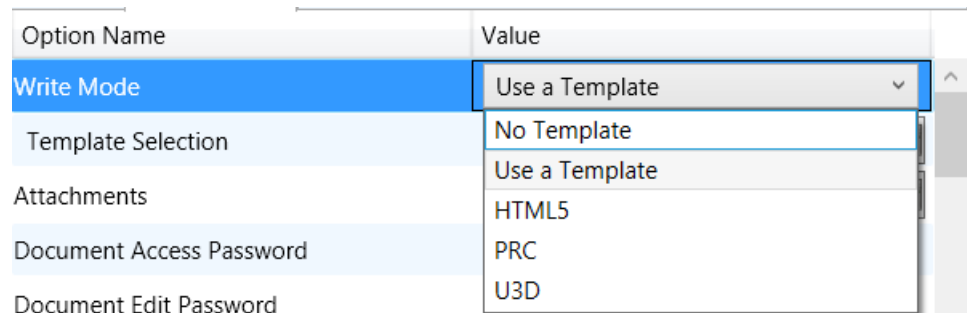 Option Name Value
Write Mode Use a Template
No Template
Template Selection
Use a Template
Attachments
HTML5
Document Access Password
PRC
U3D
Document Edit Password